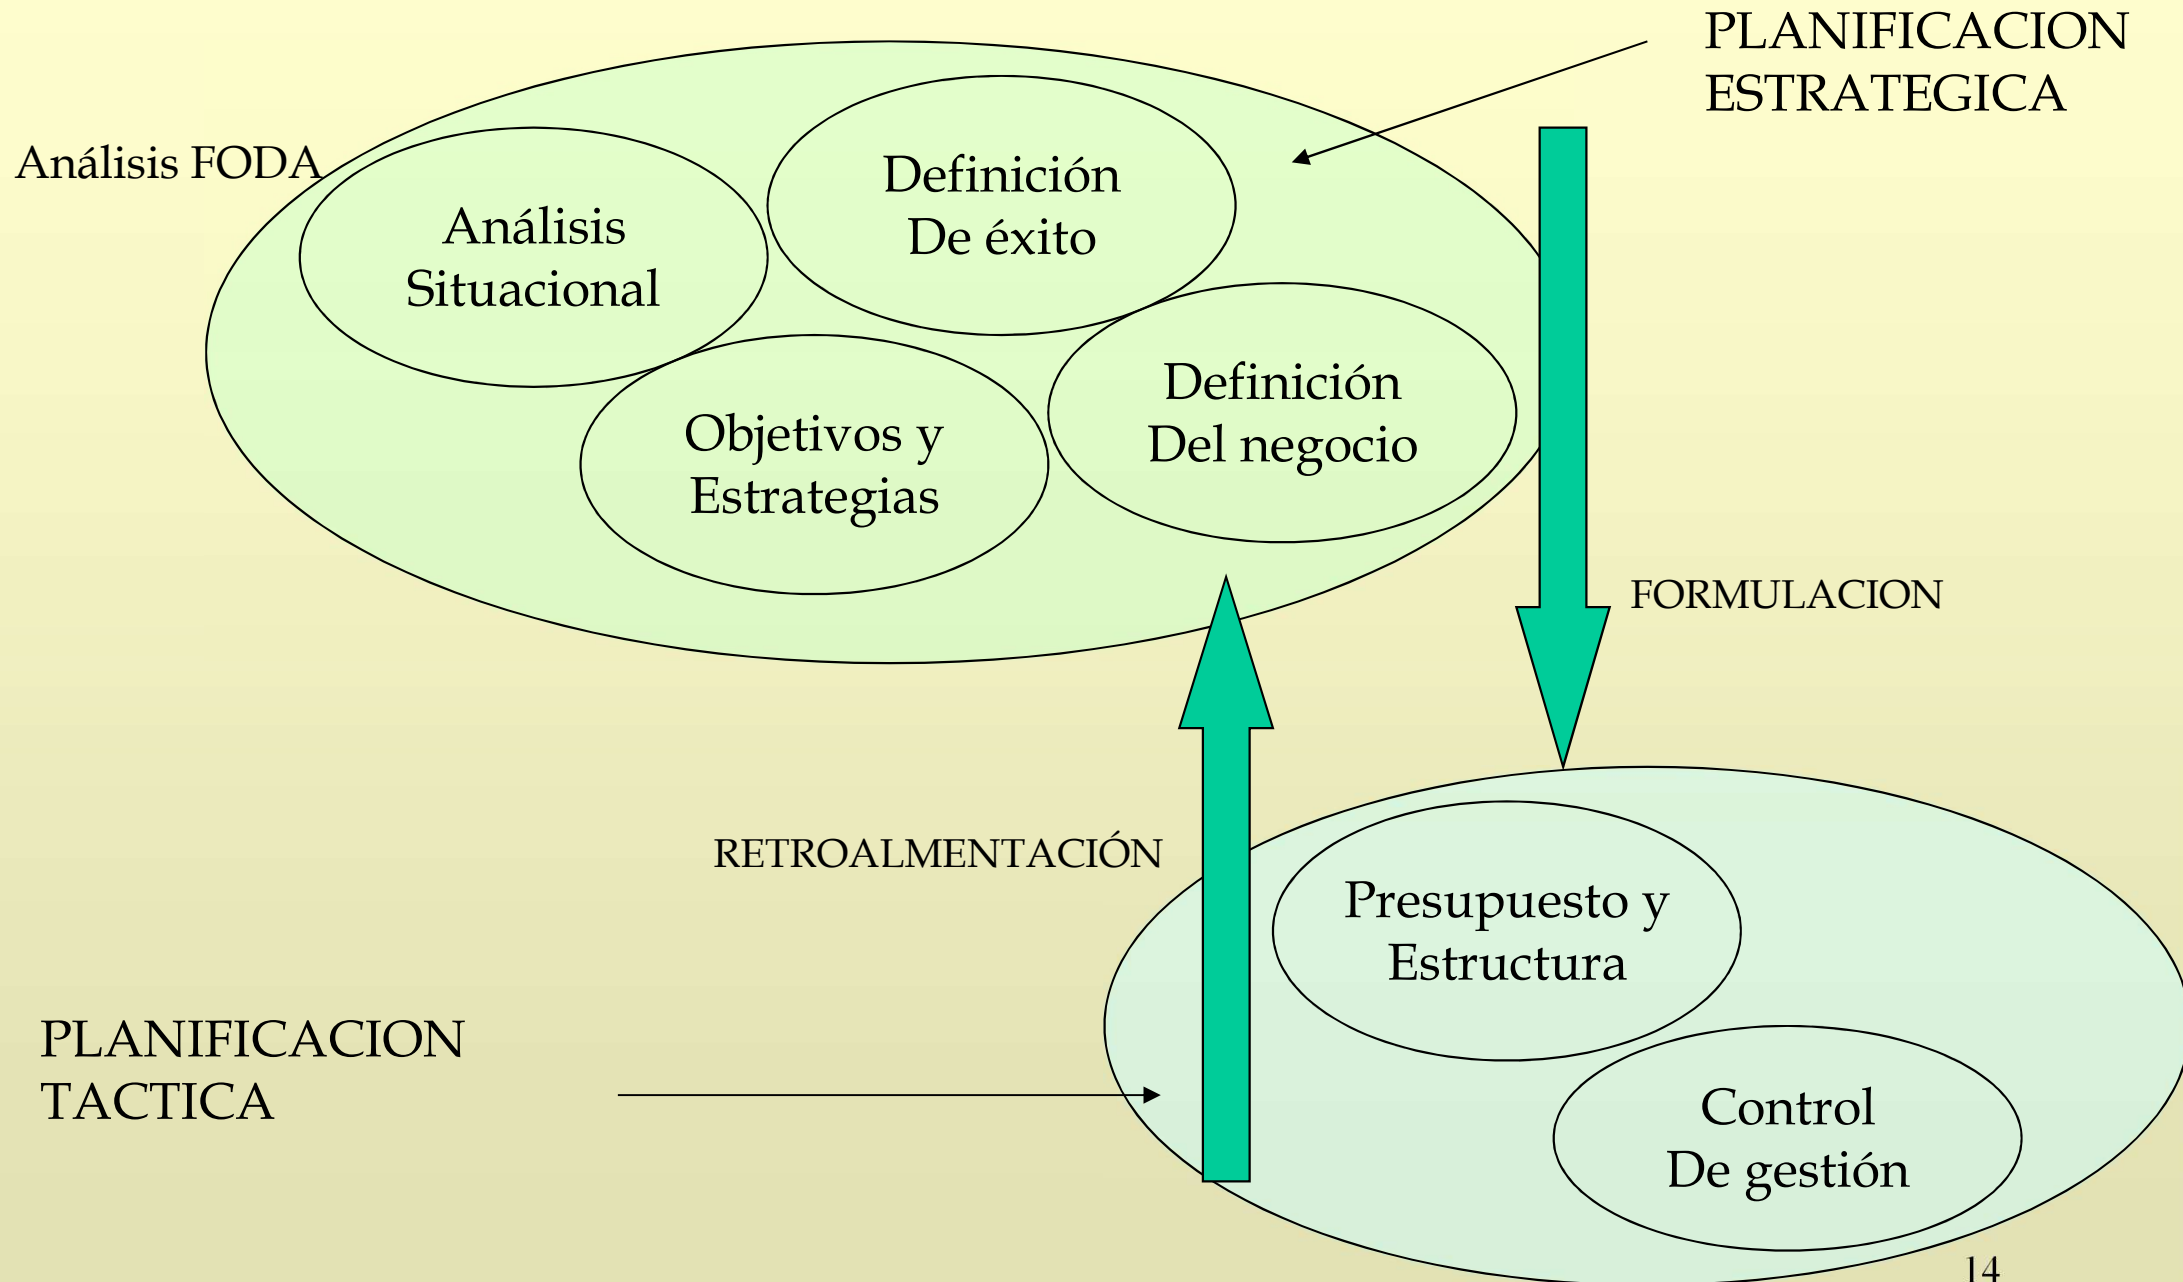 PLANIFICACION
ESTRATEGICA
Análisis FODA
Definición
De éxito
Análisis
Situacional
Definición
Del negocio
Objetivos y
Estrategias
FORMULACION
RETROALMENTACIÓN
Presupuesto y
Estructura
PLANIFICACION
TACTICA
Control
De gestión
14